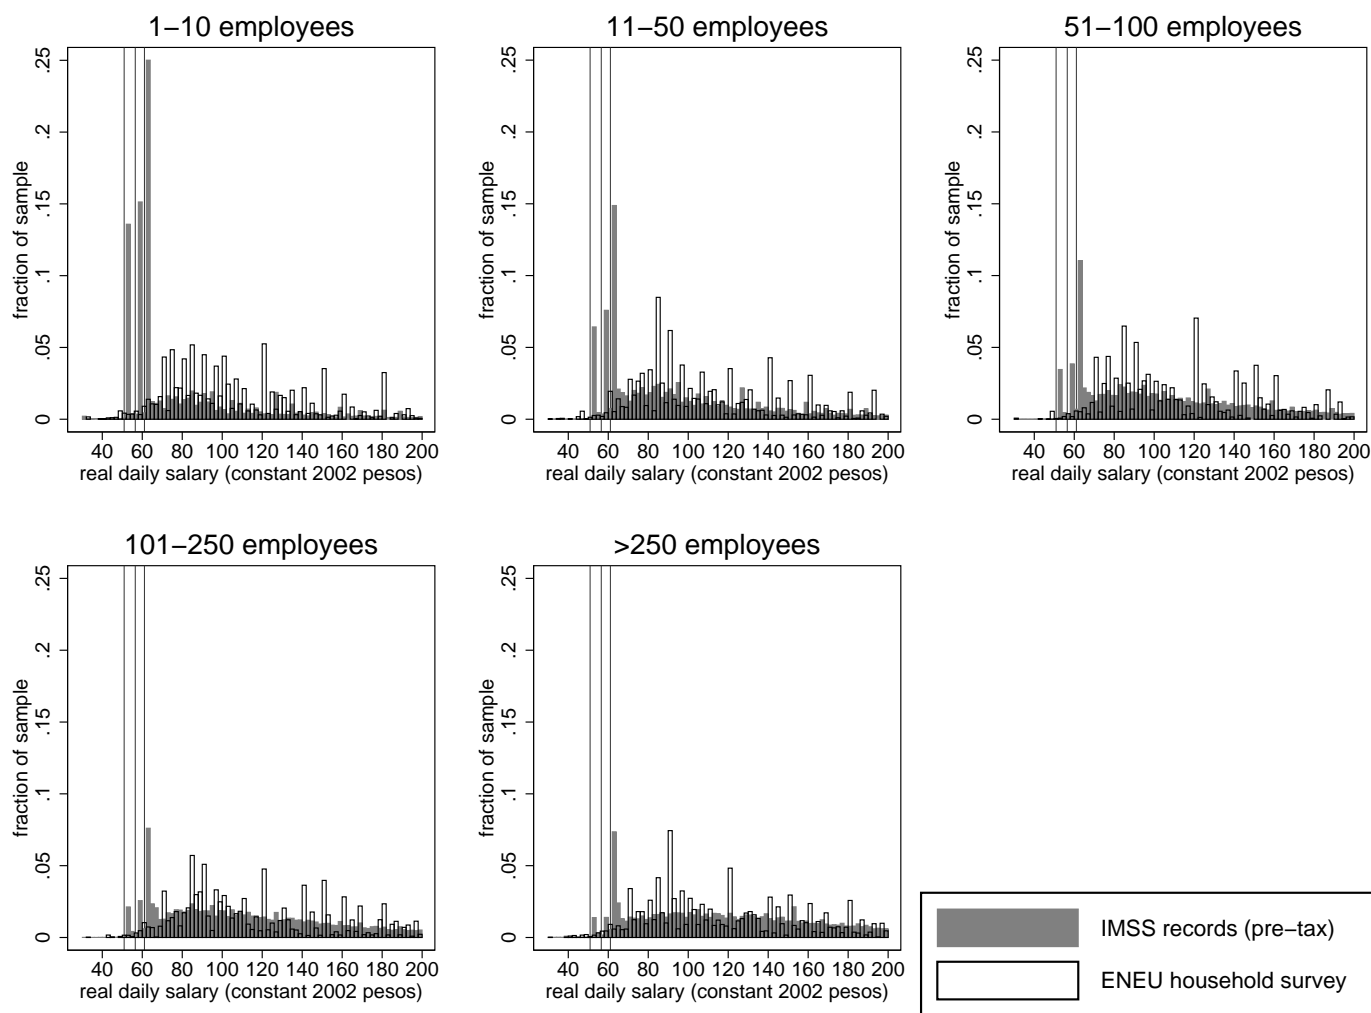 1−10 employees
.25
.2
.15
.1
.05
0
fraction of sample
40 60 80 100 120 140 160 180 200
real daily salary (constant 2002 pesos)
11−50 employees
.25
.2
.15
.1
.05
0
fraction of sample
40 60 80 100 120 140 160 180 200
real daily salary (constant 2002 pesos)
51−100 employees
.25
.2
.15
.1
.05
0
fraction of sample
40 60 80 100 120 140 160 180 200
real daily salary (constant 2002 pesos)
101−250 employees
.25
.2
.15
.1
.05
0
fraction of sample
40 60 80 100 120 140 160 180 200
real daily salary (constant 2002 pesos)
>250 employees
.25
.2
.15
.1
.05
0
fraction of sample
40 60 80 100 120 140 160 180 200
real daily salary (constant 2002 pesos)
IMSS records (pre−tax)
ENEU household survey